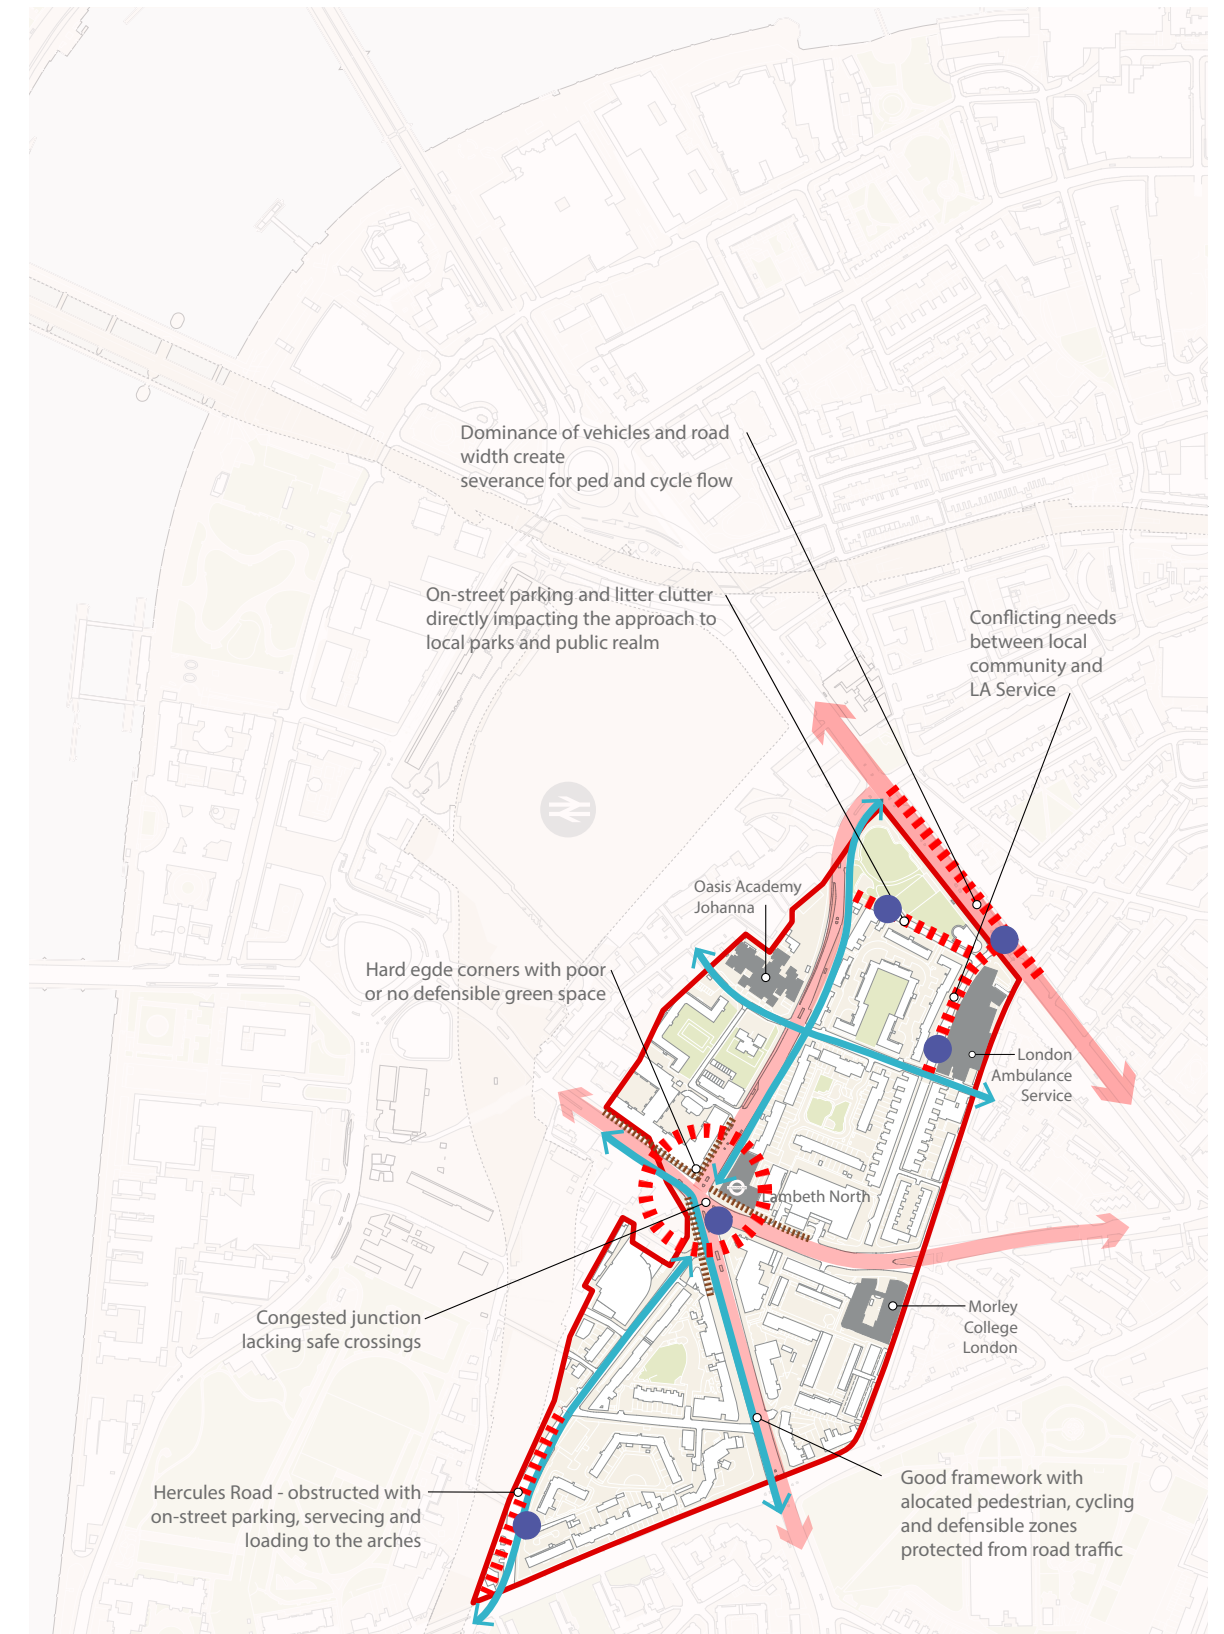 Dominance of vehicles and road
width create
severance for ped and cycle flow
On-street parking and litter clutter
directly impacting the approach to
local parks and public realm
Conflicting needs
between local
community and
LA Service
Oasis Academy
Johanna
Hard egde corners with poor
or no defensible green space
London
Ambulance
Service
Lambeth North
Congested junction
lacking safe crossings
Morley
College
London
Hercules Road - obstructed with
on-street parking, servecing and
loading to the arches
Good framework with
alocated pedestrian, cycling
and defensible zones
protected from road traffic